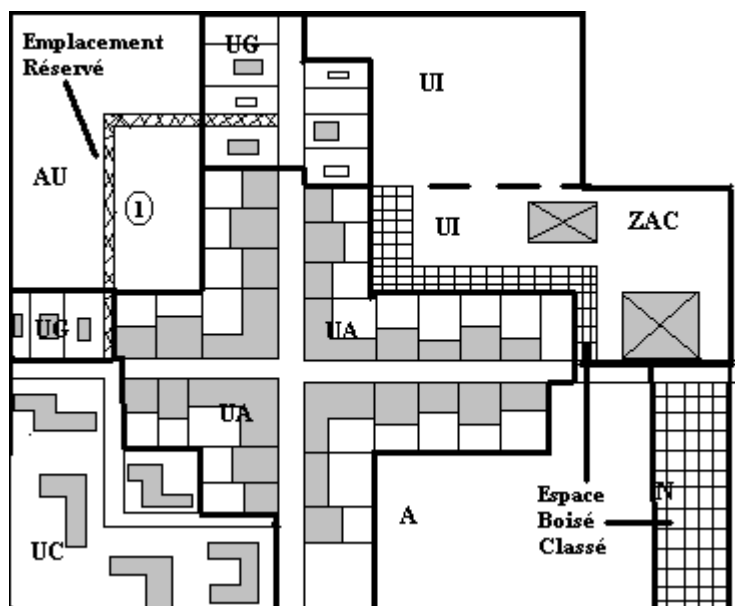 Emplacement
Réservé
UG
UI
AU
1
UI
ZAC
UG
UA
UA
Espace
Boisé
Classé
N
A
UC